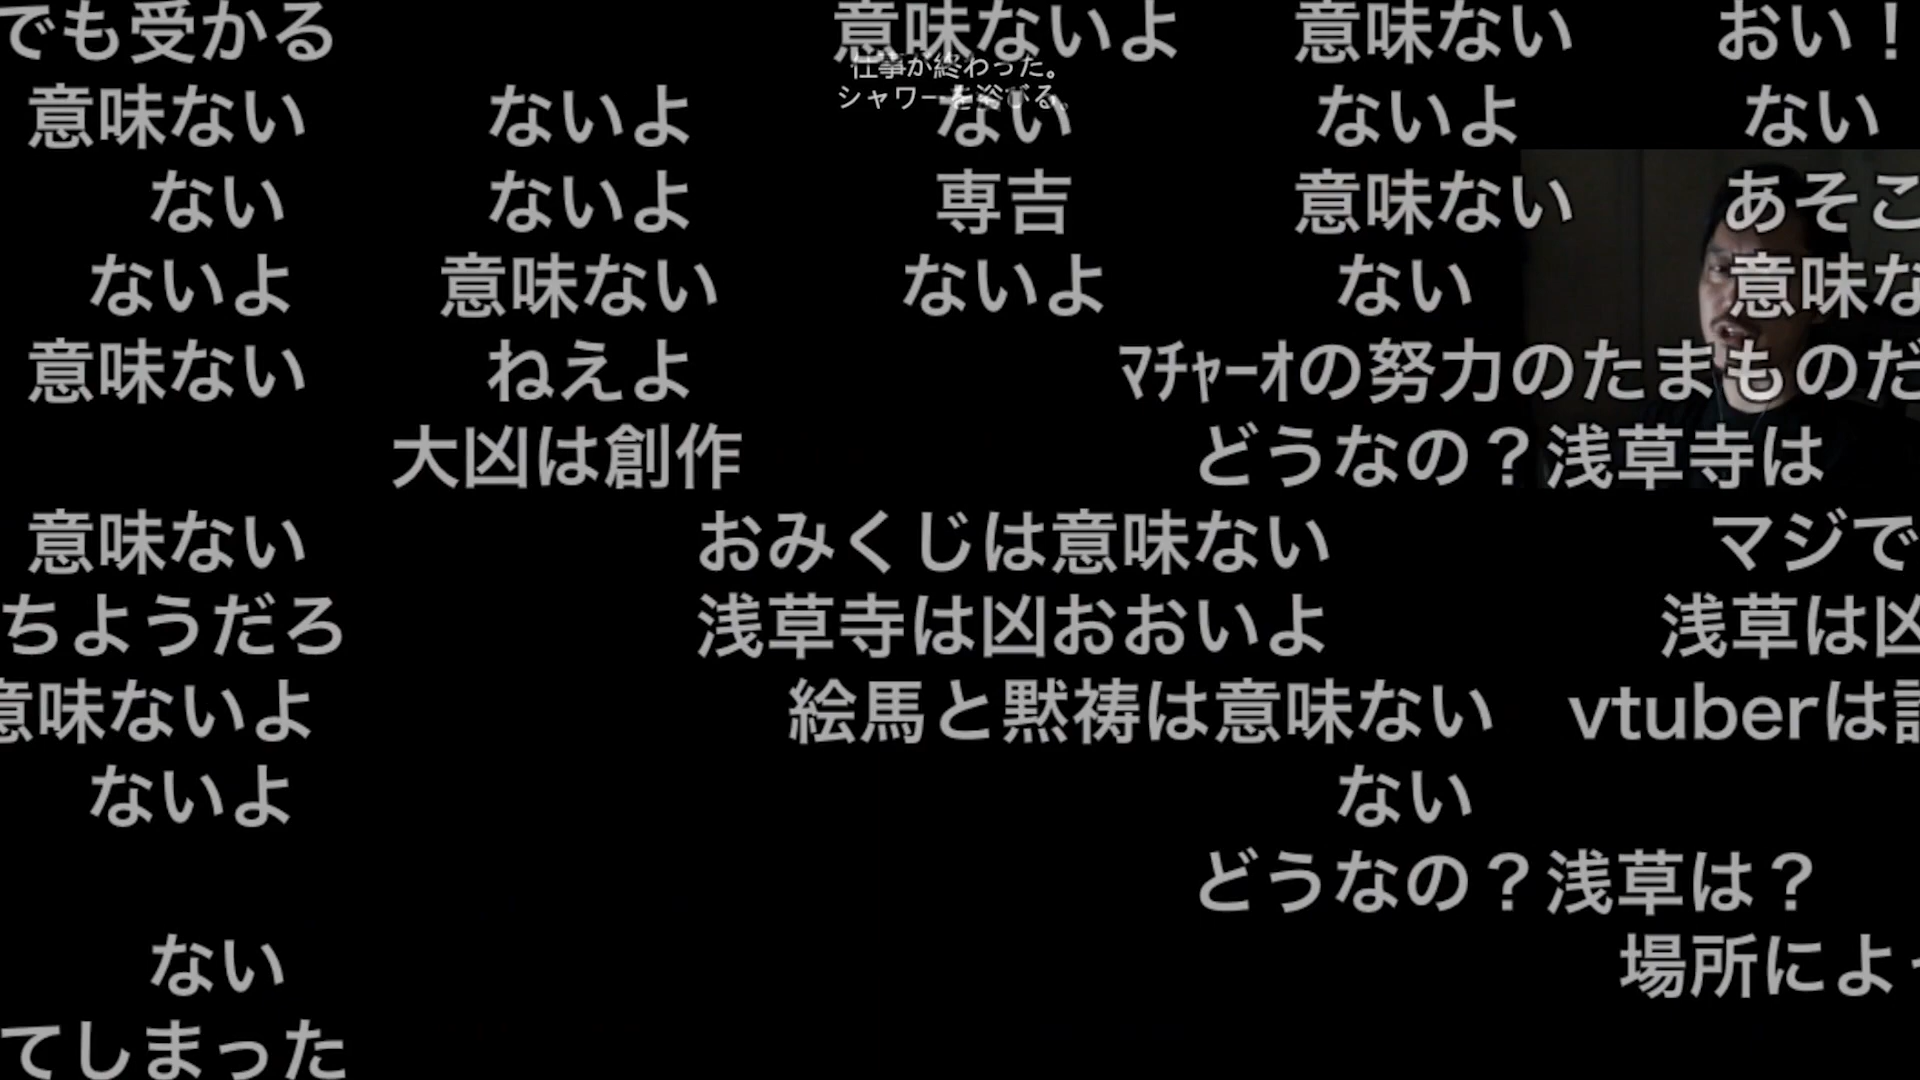 でも受かる 意味ないよ 意味ない おい！
仕事が終わった。
シャワーを浴びる。
意味ない ないよ ない ないよ ない
ない ないよ 専吉 意味ない あそこ
ないよ 意味ない ないよ ない 意味な
意味ない ねえよ ﾏﾁｬｰｵの努力のたまものだ
大凶は創作 どうなの？浅草寺は
意味ない おみくじは意味ない マジで
ちようだろ 浅草寺は凶おおいよ 浅草は凶
意味ないよ 絵馬と黙祷は意味ない vtuberは
ないよ ない
どうなの？浅草は？
ない 場所によ
てしまった